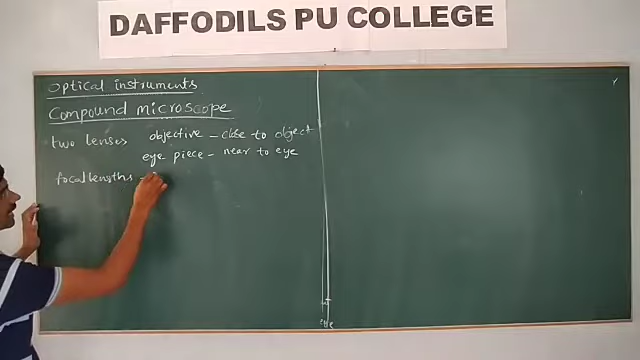 DAFFODILS PU COLLEGE
Optical instruments
Compound microscope
two lenses objective - close to object
eye piece - near to eye
focal lengths -
eye